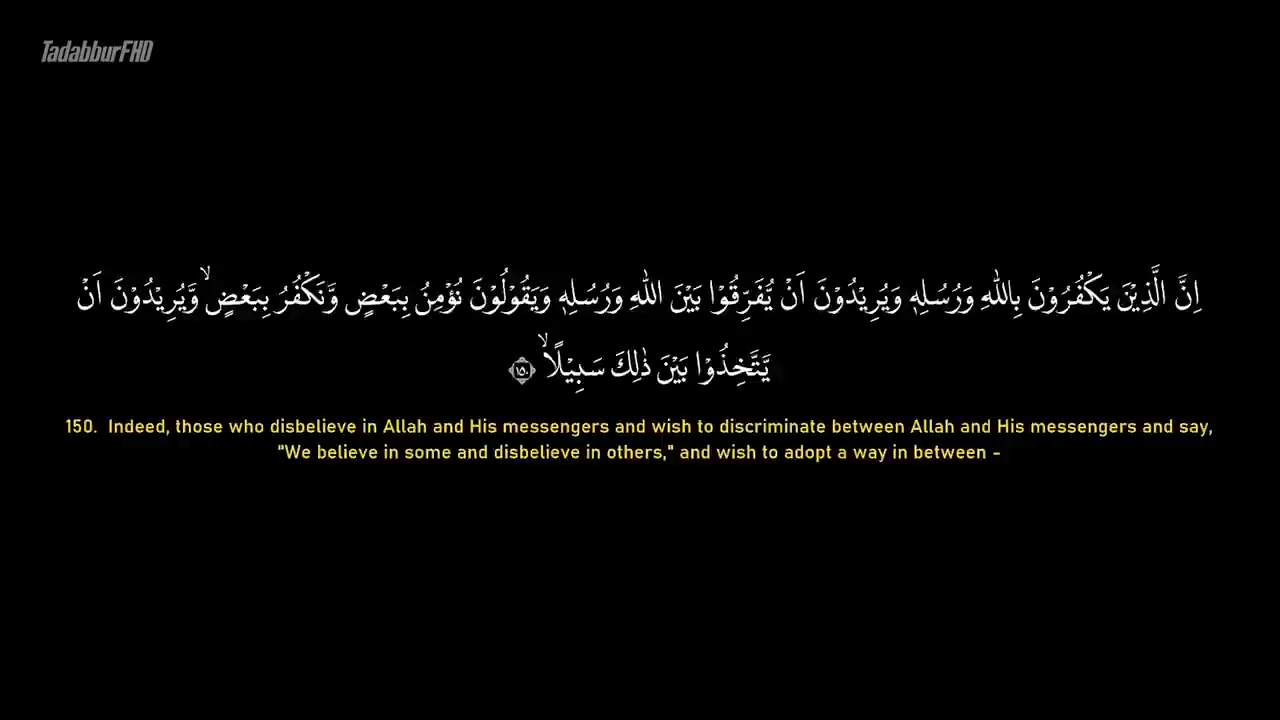 TadabburFHD
اِنَّ الَّذِيْنَ يَكْفُرُوْنَ بِاللّٰهِ وَرُسُلِهٖ وَيُرِيْدُوْنَ اَنْ يُّفَرِّقُوْا بَيْنَ اللّٰهِ وَرُسُلِهٖ وَيَقُوْلُوْنَ نُؤْمِنُ بِبَعْضٍ وَّنَكْفُرُ بِبَعْضٍۙ وَّيُرِيْدُوْنَ اَنْ
يَّتَّخِذُوْا بَيْنَ ذٰلِكَ سَبِيْلًاۙ ١٥٠
150. Indeed, those who disbelieve in Allah and His messengers and wish to discriminate between Allah and His messengers and say,
"We believe in some and disbelieve in others," and wish to adopt a way in between -